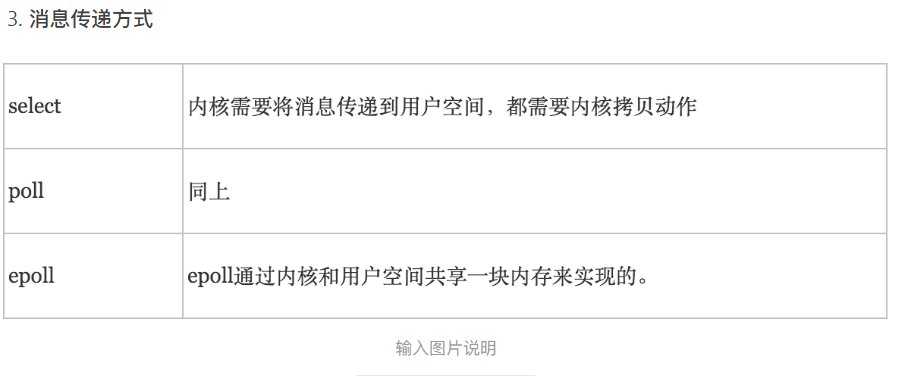 3. 消息传递方式
select 内核需要将消息传递到用户空间，都需要内核拷贝动作
poll 同上
epoll epoll通过内核和用户空间共享一块内存来实现的。
输入图片说明